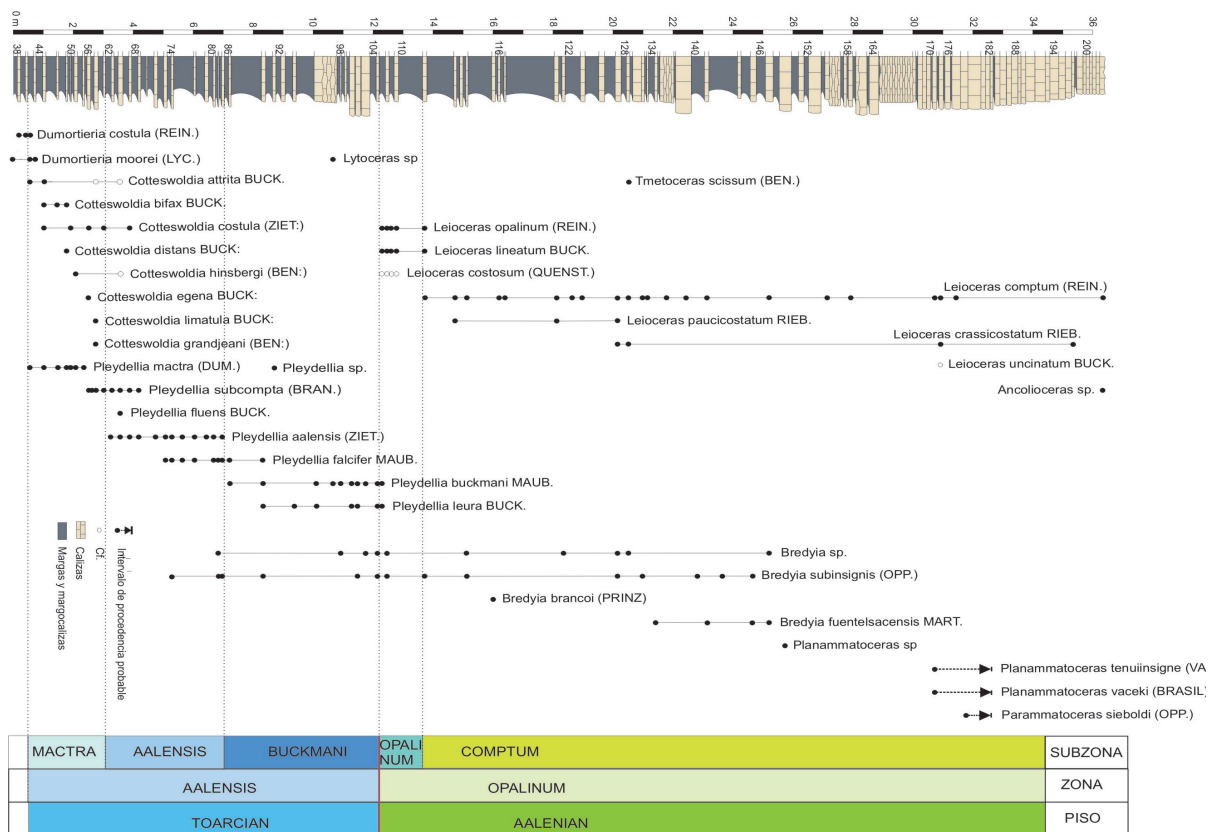 0 m 2 4 6 8 10 12 14 16 18 20 22 24 26 28 30 32 34 36
38 44 50 56 62 68 74 80 86 92 98 104 110 116 122 128 134 140 146 152 158 164 170 176 182 188 194 200
Dumortieria costula (REIN.)
Dumortieria moorei (LYC.)
Lytoceras sp
Cotteswoldia attrita BUCK.
Tmetoceras scissum (BEN.)
Cotteswoldia bifax BUCK.
Cotteswoldia costula (ZIET:)
Leioceras opalinum (REIN.)
Cotteswoldia distans BUCK:
Leioceras lineatum BUCK.
Cotteswoldia hinsbergi (BEN:)
Leioceras costosum (QUENST.)
Cotteswoldia egena BUCK:
Leioceras comptum (REIN.)
Cotteswoldia limatula BUCK:
Leioceras paucicostatum RIEB.
Cotteswoldia grandjeani (BEN:)
Leioceras crassicostatum RIEB.
Pleydellia mactra (DUM.)
Pleydellia sp.
Leioceras uncinatum BUCK.
Pleydellia subcompta (BRAN.)
Ancolioceras sp.
Pleydellia fluens BUCK.
Pleydellia aalensis (ZIET.)
Pleydellia falcifer MAUB.
Pleydellia buckmani MAUB.
Pleydellia leura BUCK.
Margas y margocalizas
Calizas
Cf.
Intervalo de procedencia probable
Bredyia sp.
Bredyia subinsignis (OPP.)
Bredyia brancoi (PRINZ)
Bredyia fuentelsacensis MART.
Planammatoceras sp
Planammatoceras tenuiinsigne (VA
Planammatoceras vaceki (BRASIL)
Parammatoceras sieboldi (OPP.)
MACTRA AALENSIS BUCKMANI OPALI NUM COMPTUM SUBZONA
AALENSIS OPALINUM ZONA
TOARCIAN AALENIAN PISO